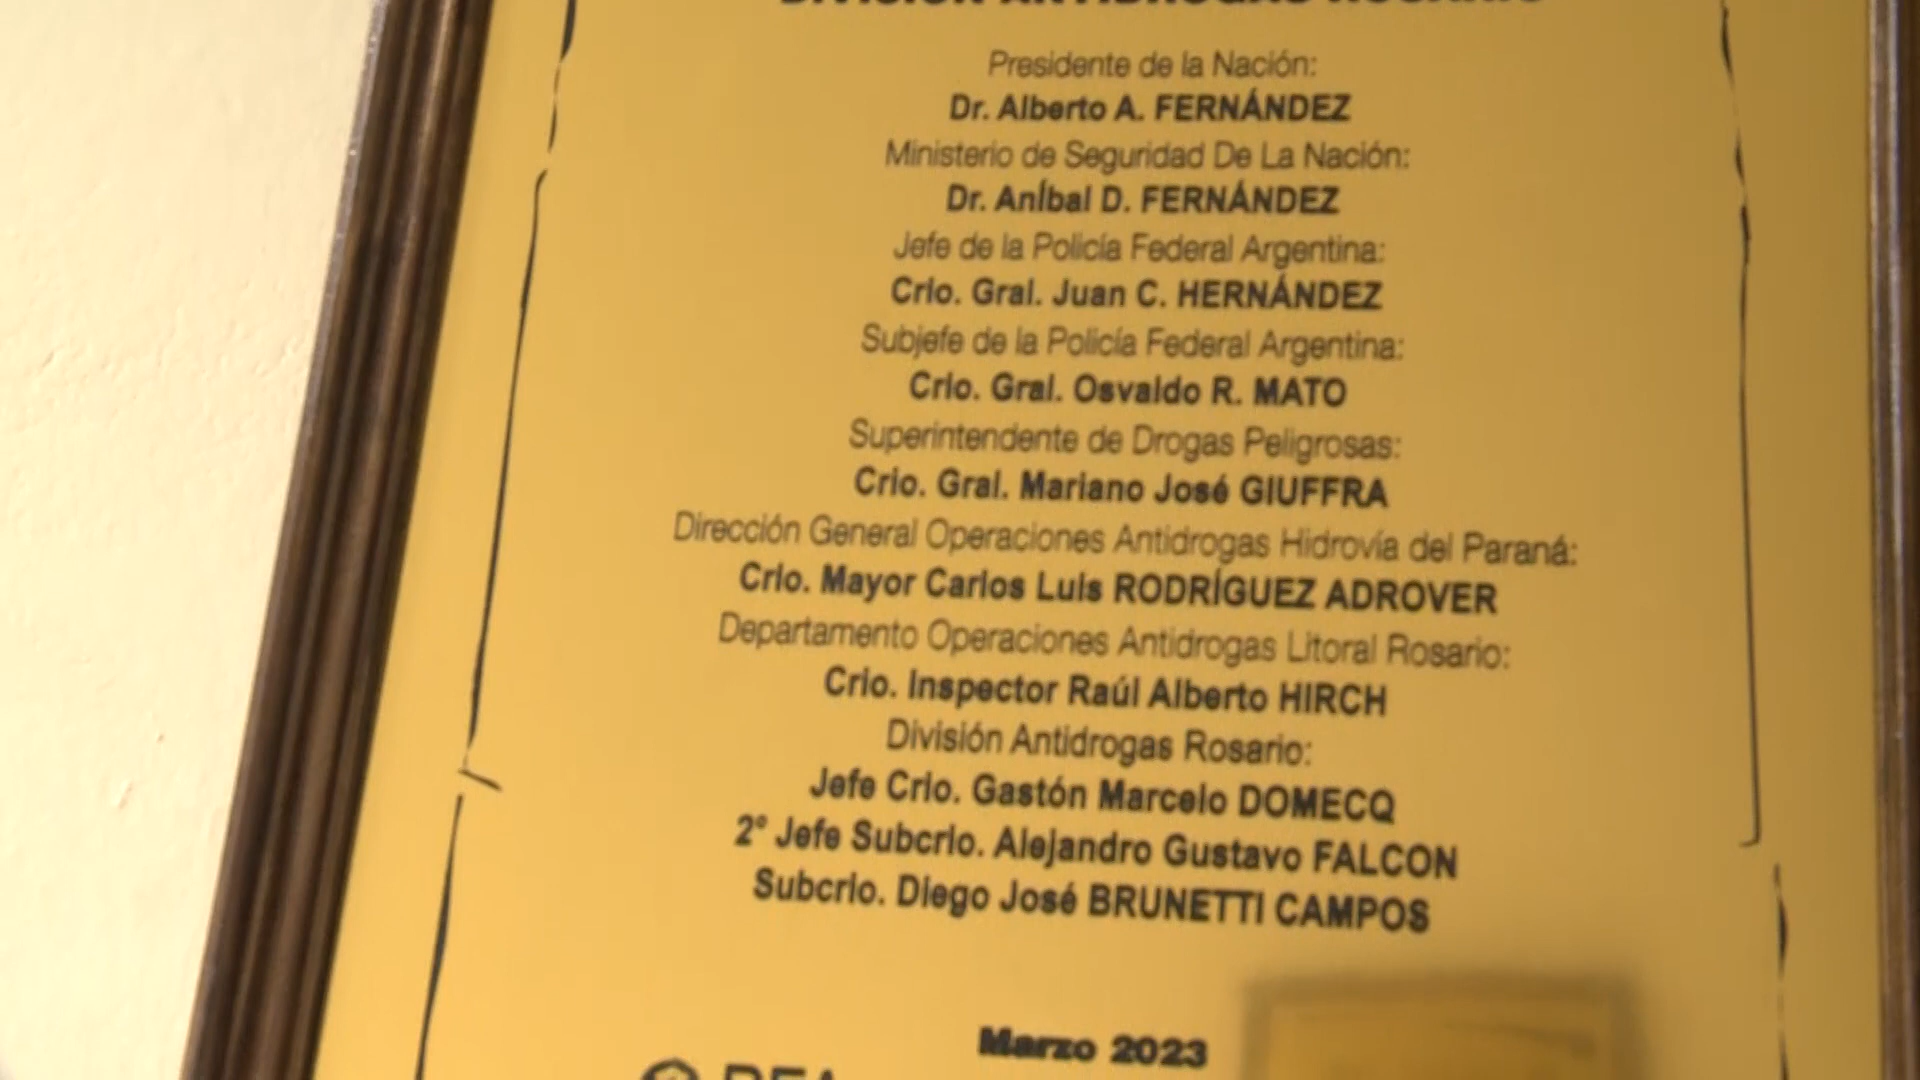 DIVISIÓN ANTIDROGAS ROSARIO
Presidente de la Nación:
Dr. Alberto A. FERNÁNDEZ
Ministerio de Seguridad De La Nación:
Dr. Aníbal D. FERNÁNDEZ
Jefe de la Policía Federal Argentina:
Crio. Gral. Juan C. HERNÁNDEZ
Subjefe de la Policía Federal Argentina:
Crio. Gral. Osvaldo R. MATO
Superintendente de Drogas Peligrosas:
Crio. Gral. Mariano José GIUFFRA
Dirección General Operaciones Antidrogas Hidrovía del Paraná:
Crio. Mayor Carlos Luis RODRÍGUEZ ADROVER
Departamento Operaciones Antidrogas Litoral Rosario:
Crio. Inspector Raúl Alberto HIRCH
División Antidrogas Rosario:
Jefe Crio. Gastón Marcelo DOMECQ
2° Jefe Subcrio. Alejandro Gustavo FALCON
Subcrio. Diego José BRUNETTI CAMPOS
Marzo 2023
PFA